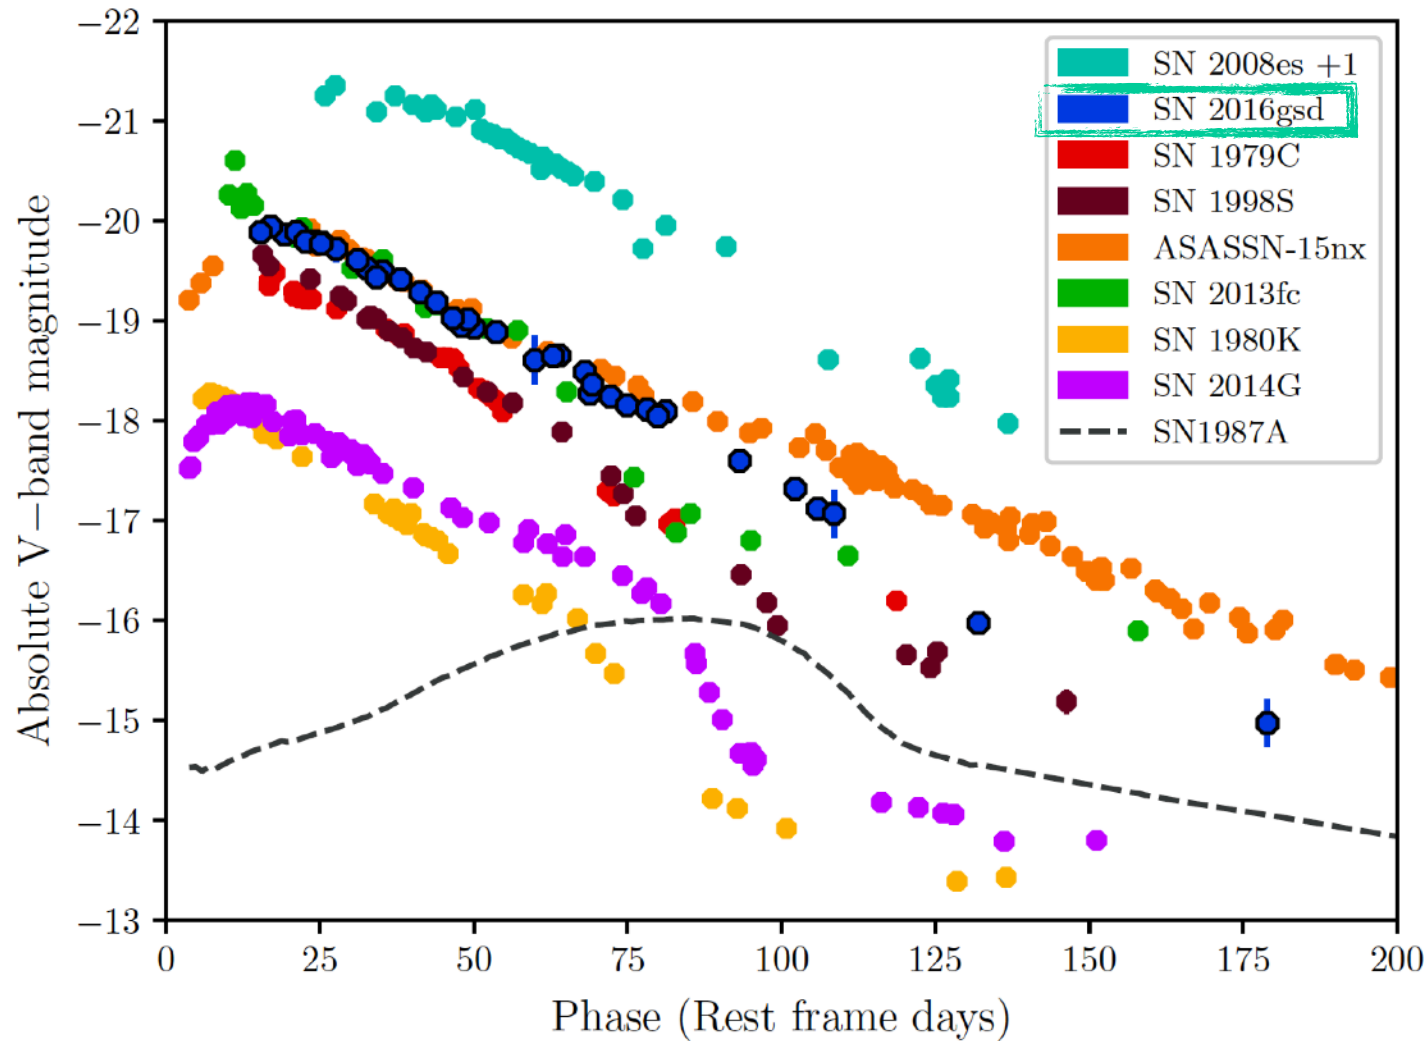 −22
−21
−20
−19
−18
−17
−16
−15
−14
−13
Absolute V−band magnitude
SN 2008es +1
SN 2016gsd
SN 1979C
SN 1998S
ASASSN-15nx
SN 2013fc
SN 1980K
SN 2014G
SN1987A
0 25 50 75 100 125 150 175 200
Phase (Rest frame days)